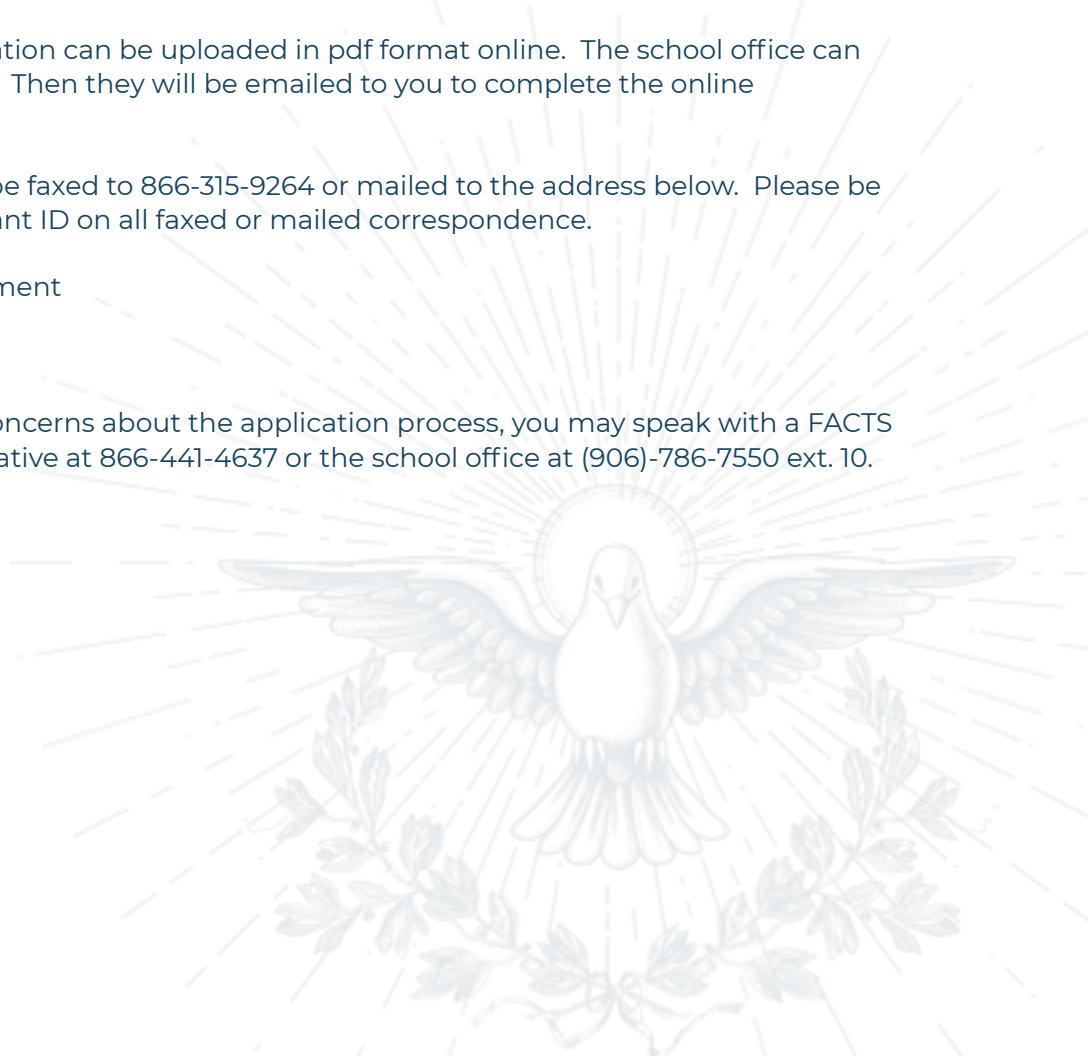 ation can be uploaded in pdf format online.  The school office can
Then they will be emailed to you to complete the online
be faxed to 866-315-9264 or mailed to the address below.  Please be
ant ID on all faxed or mailed correspondence.
ment
oncerns about the application process, you may speak with a FACTS
ative at 866-441-4637 or the school office at (906)-786-7550 ext. 10.